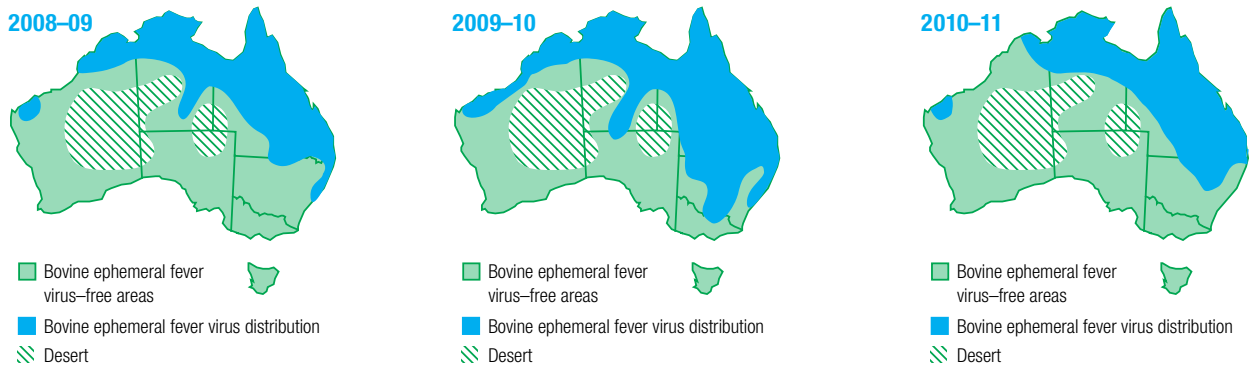 2008–09
Bovine ephemeral fever
virus–free areas
Bovine ephemeral fever virus distribution
Desert
2009–10
Bovine ephemeral fever
virus–free areas
Bovine ephemeral fever virus distribution
Desert
2010–11
Bovine ephemeral fever
virus–free areas
Bovine ephemeral fever virus distribution
Desert